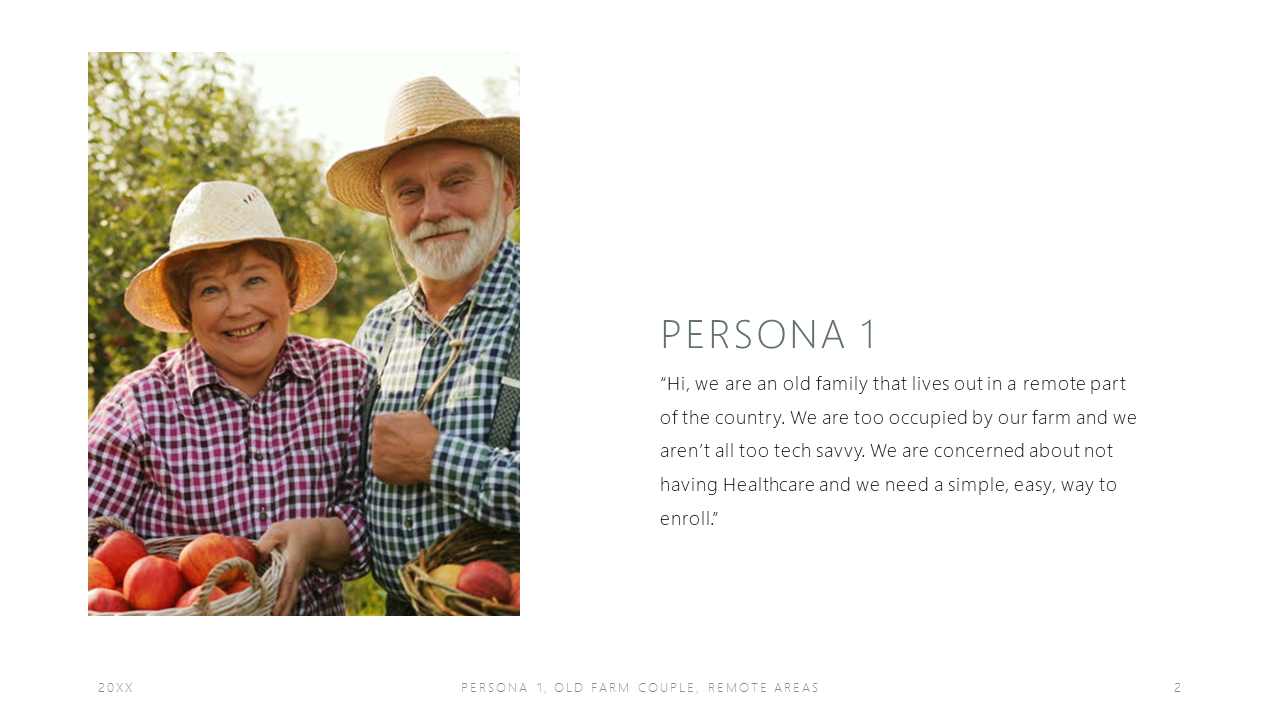 PERSONA 1
“Hi, we are an old family that lives out in a remote part
of the country. We are too occupied by our farm and we
aren’t all too tech savvy. We are concerned about not
having Healthcare and we need a simple, easy, way to
enroll.”
20XX
PERSONA 1, OLD FARM COUPLE, REMOTE AREAS
2